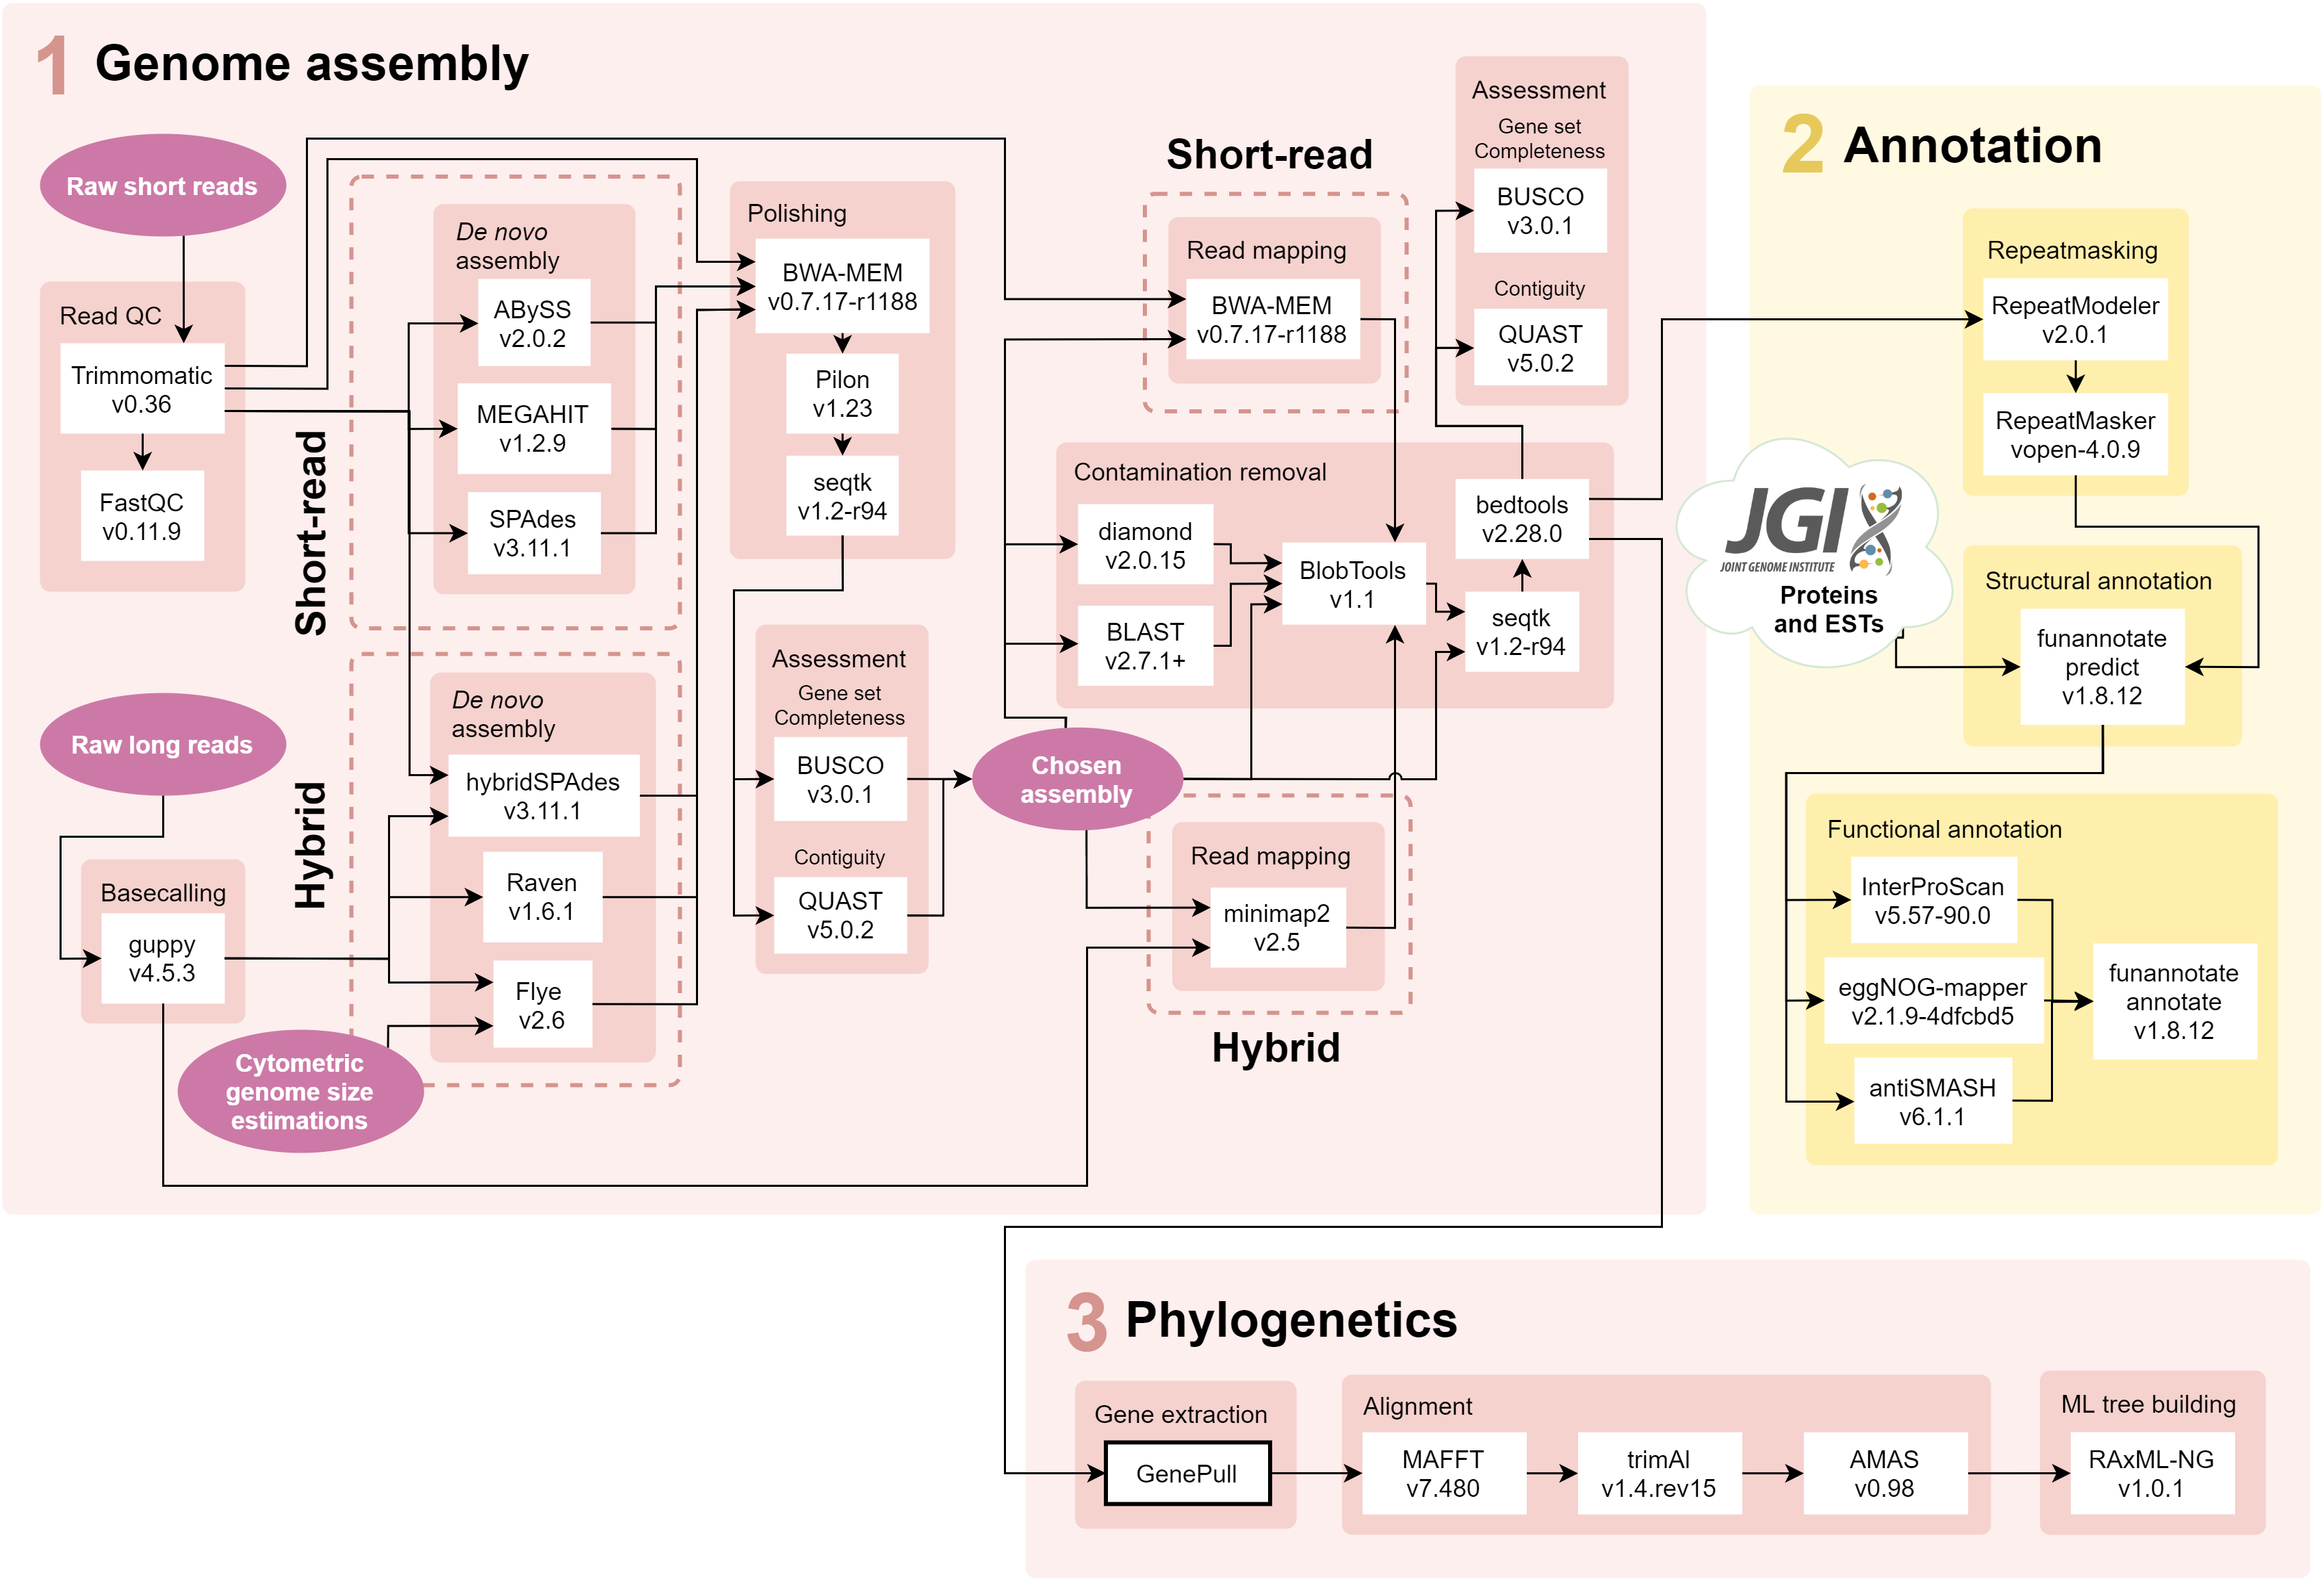 1 Genome assembly
Raw short reads
Read QC
Trimmomatic
v0.36
FastQC
v0.11.9
Short-read
De novo
assembly
ABySS
v2.0.2
MEGAHIT
v1.2.9
SPAdes
v3.11.1
Raw long reads
Basecalling
guppy
v4.5.3
Cytometric
genome size
estimations
Hybrid
De novo
assembly
hybridSPAdes
v3.11.1
Raven
v1.6.1
Flye
v2.6
Polishing
BWA-MEM
v0.7.17-r1188
Pilon
v1.23
seqtk
v1.2-r94
Assessment
Gene set
Completeness
BUSCO
v3.0.1
Contiguity
QUAST
v5.0.2
Chosen
assembly
Short-read
Read mapping
BWA-MEM
v0.7.17-r1188
Contamination removal
diamond
v2.0.15
BLAST
v2.7.1+
BlobTools
v1.1
bedtools
v2.28.0
seqtk
v1.2-r94
Read mapping
minimap2
v2.5
Hybrid
Assessment
Gene set
Completeness
BUSCO
v3.0.1
Contiguity
QUAST
v5.0.2
2 Annotation
Repeatmasking
RepeatModeler
v2.0.1
RepeatMasker
vopen-4.0.9
JGI
JOINT GENOME INSTITUTE
Proteins
and ESTs
Structural annotation
funannotate
predict
v1.8.12
Functional annotation
InterProScan
v5.57-90.0
eggNOG-mapper
v2.1.9-4dfcbd5
antiSMASH
v6.1.1
funannotate
annotate
v1.8.12
3 Phylogenetics
Gene extraction
GenePull
Alignment
MAFFT
v7.480
trimAl
v1.4.rev15
AMAS
v0.98
ML tree building
RAxML-NG
v1.0.1